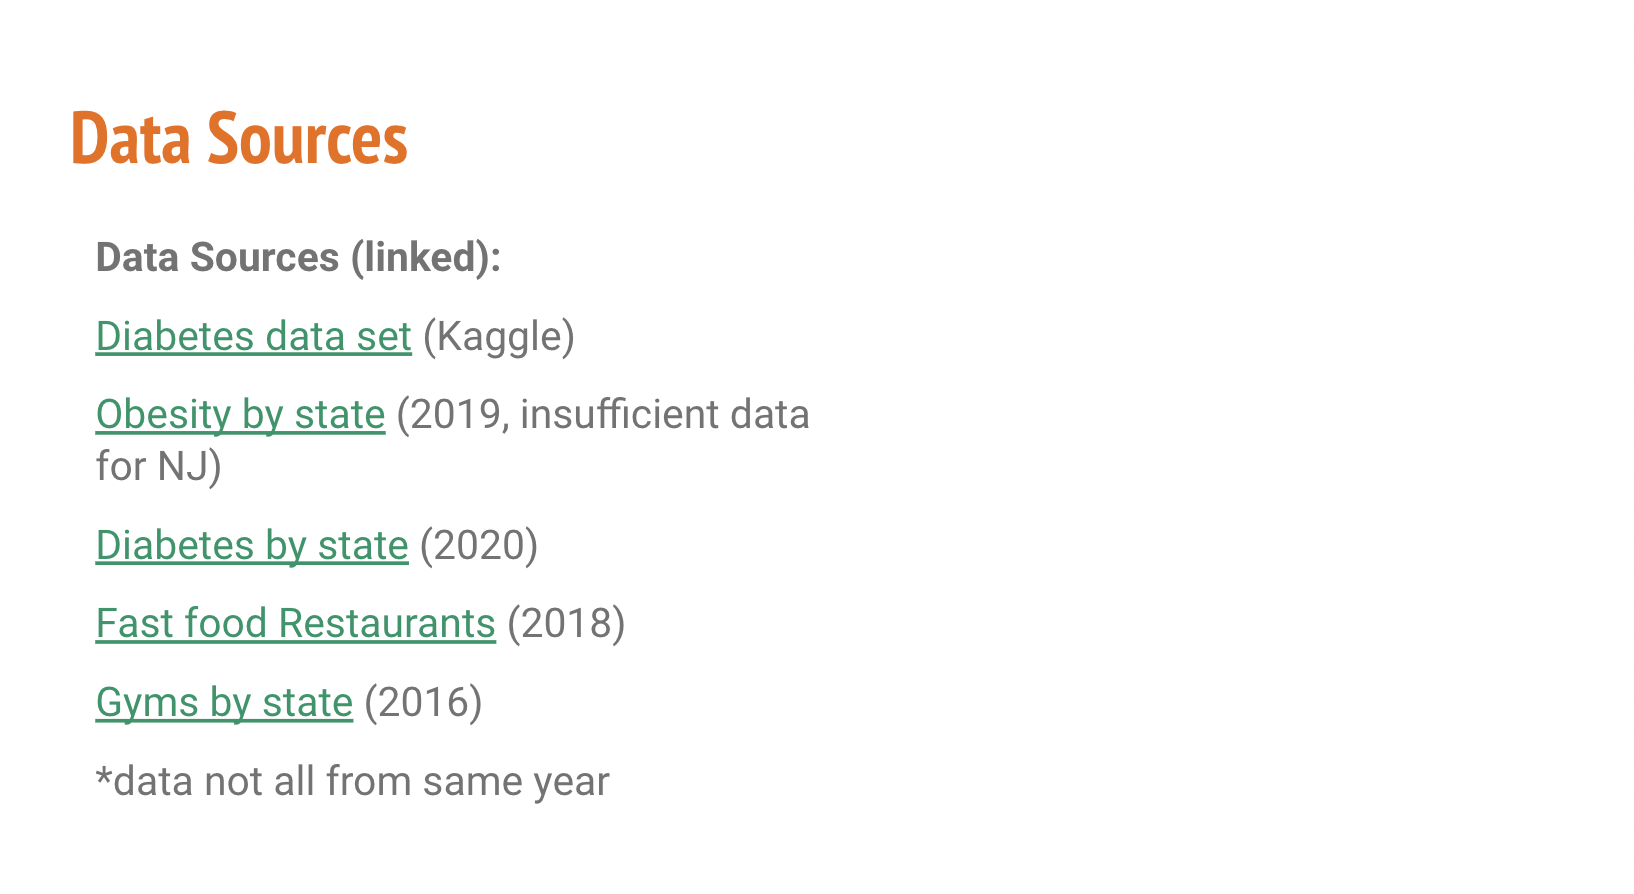 Data Sources
Data Sources (linked):
Diabetes data set (Kaggle)
Obesity by state (2019, insufficient data
for NJ)
Diabetes by state (2020)
Fast food Restaurants (2018)
Gyms by state (2016)
*data not all from same year